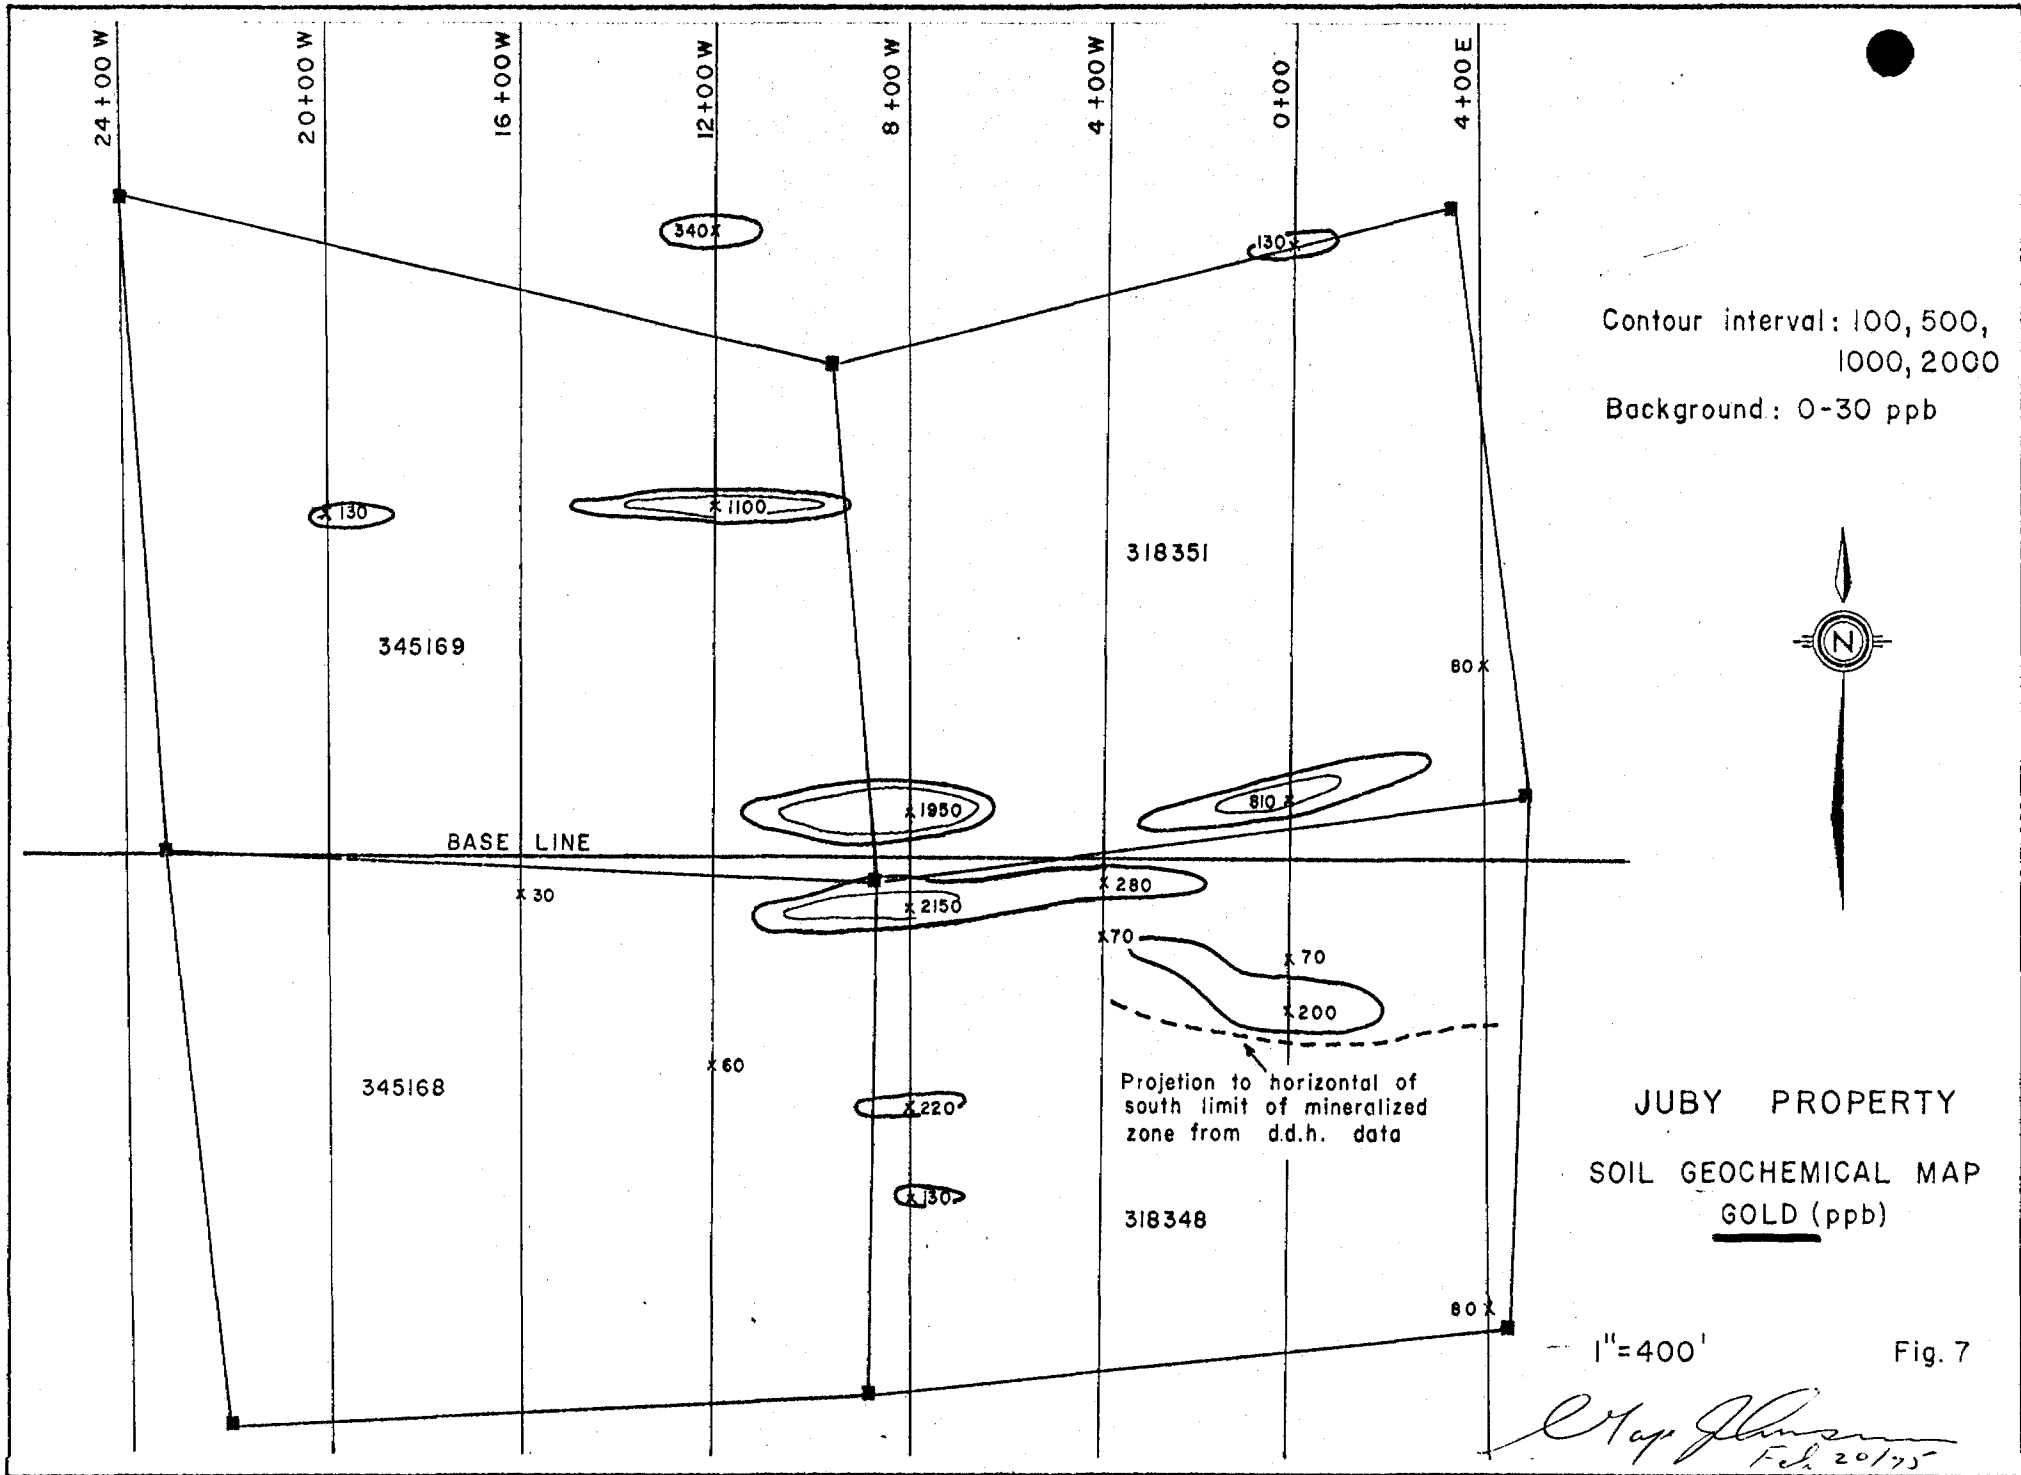 24+00W
20+00W
16+00W
12+00W
8+00W
4+00W
0+00
4+00E
340
130
Contour interval: 100, 500,
1000, 2000
Background: 0-30 ppb
130
1100
318351
345169
N
80
810
1950
BASE LINE
280
30
2150
70
70
200
60
345168
Projetion to horizontal of
south limit of mineralized
zone from d.d.h. data
220
130
318348
JUBY PROPERTY
SOIL GEOCHEMICAL MAP
GOLD (ppb)
80
1"=400'
Fig. 7
Feb 20/75